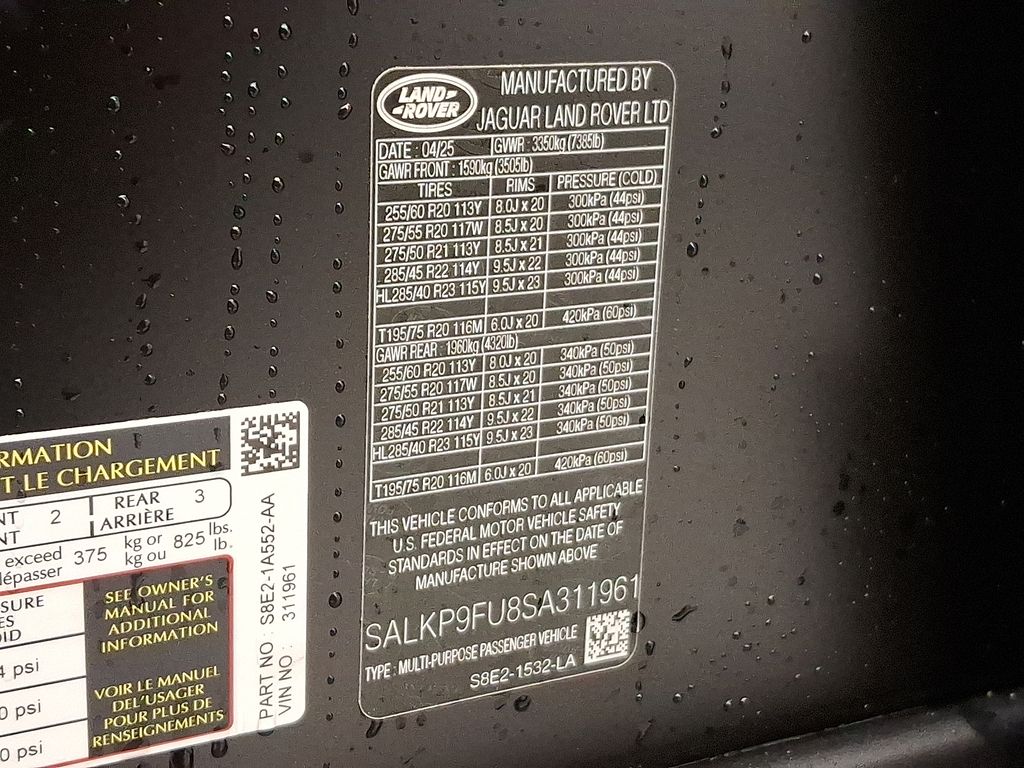 LAND-
-ROVER
MANUFACTURED BY
JAGUAR LAND ROVER LTD
DATE : 04/25 GVWR : 3350kg (7385lb)
GAWR FRONT : 1590kg (3505lb)
TIRES RIMS PRESSURE (COLD)
255/60 R20 113Y 8.0J x 20 300kPa (44psi)
275/55 R20 117W 8.5J x 20 300kPa (44psi)
275/50 R21 113Y 8.5J x 21 300kPa (44psi)
285/45 R22 114Y 9.5J x 22 300kPa (44psi)
HL285/40 R23 115Y 9.5J x 23 300kPa (44psi)
T195/75 R20 116M 6.0J x 20 420kPa (60psi)
GAWR REAR : 1960kg (4320lb)
255/60 R20 113Y 8.0J x 20 340kPa (50psi)
275/55 R20 117W 8.5J x 20 340kPa (50psi)
275/50 R21 113Y 8.5J x 21 340kPa (50psi)
285/45 R22 114Y 9.5J x 22 340kPa (50psi)
HL285/40 R23 115Y 9.5J x 23 340kPa (50psi)
T195/75 R20 116M 6.0J x 20 420kPa (60psi)
THIS VEHICLE CONFORMS TO ALL APPLICABLE
U.S. FEDERAL MOTOR VEHICLE SAFETY
STANDARDS IN EFFECT ON THE DATE OF
MANUFACTURE SHOWN ABOVE
SALKP9FU8SA311961
TYPE : MULTI-PURPOSE PASSENGER VEHICLE
S8E2-1532-LA
RMATION
T LE CHARGEMENT
NT 2 REAR 3
NT ARRIÈRE
exceed 375 kg or 825 lbs.
dépasser kg ou lb.
SURE
ES
OID
4 psi
0 psi
0 psi
SEE OWNER'S
MANUAL FOR
ADDITIONAL
INFORMATION
VOIR LE MANUEL
DEL'USAGER
POUR PLUS DE
RENSEIGNEMENTS
PART NO : S8E2-1A552-AA
VIN NO : 311961